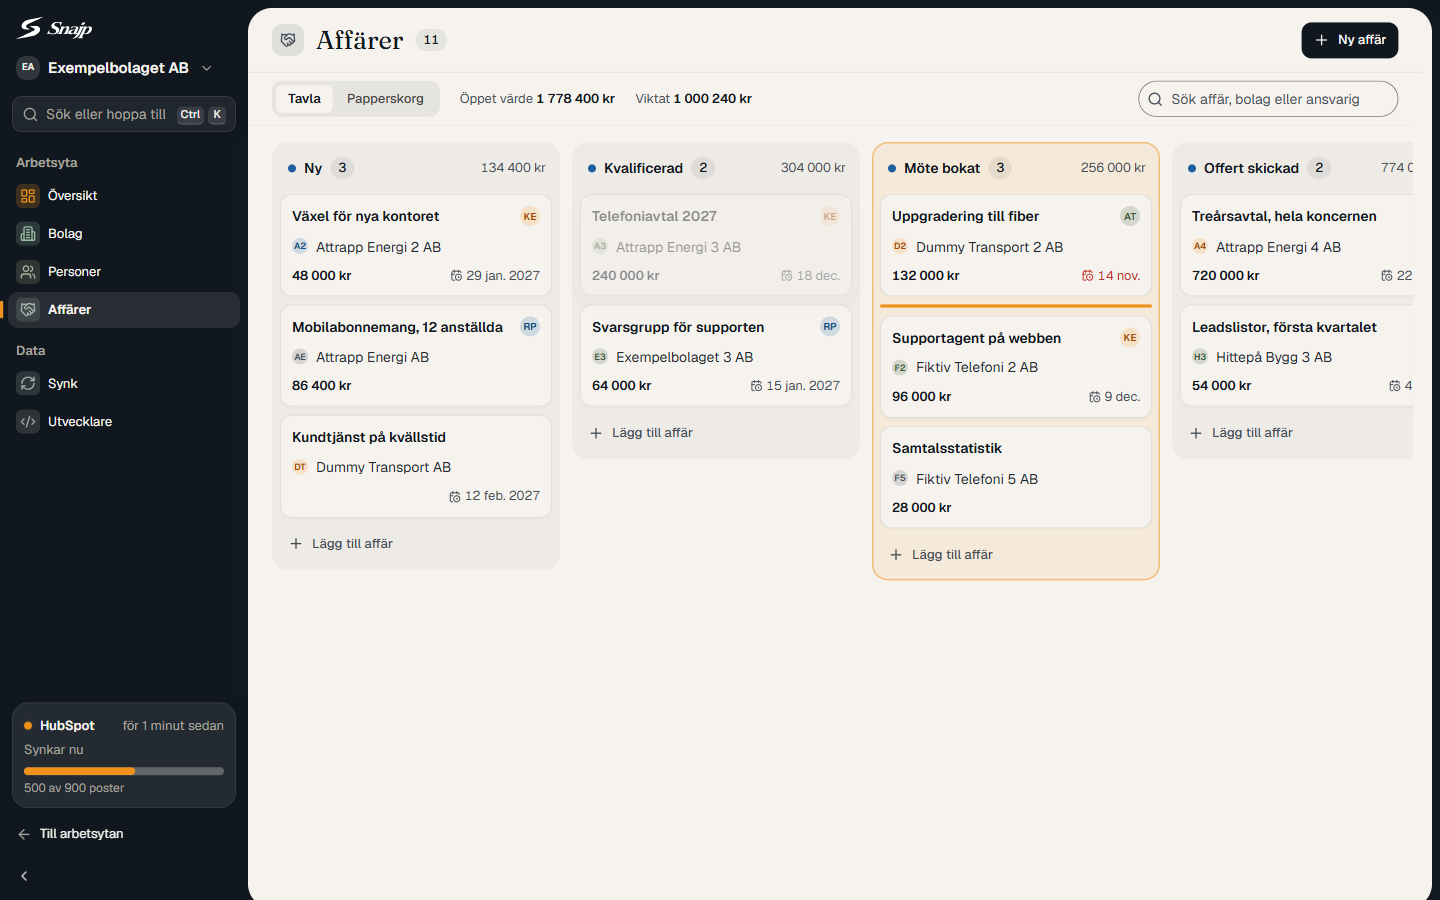 Snajp
EA Exempelbolaget AB
Sök eller hoppa till Ctrl K
Arbetsyta
Översikt
Bolag
Personer
Affärer
Data
Synk
Utvecklare
HubSpot för 1 minut sedan
Synkar nu
500 av 900 poster
Till arbetsytan
Affärer 11
Ny affär
Tavla Papperskorg Öppet värde 1 778 400 kr Viktat 1 000 240 kr
Sök affär, bolag eller ansvarig
Ny 3 134 400 kr
Växel för nya kontoret KE
A2 Attrapp Energi 2 AB
48 000 kr 29 jan. 2027
Mobilabonnemang, 12 anställda RP
AE Attrapp Energi AB
86 400 kr
Kundtjänst på kvällstid
DT Dummy Transport AB
12 feb. 2027
Lägg till affär
Kvalificerad 2 304 000 kr
Telefoniavtal 2027 KE
A3 Attrapp Energi 3 AB
240 000 kr 18 dec.
Svarsgrupp för supporten RP
E3 Exempelbolaget 3 AB
64 000 kr 15 jan. 2027
Lägg till affär
Möte bokat 3 256 000 kr
Uppgradering till fiber AT
D2 Dummy Transport 2 AB
132 000 kr 14 nov.
Supportagent på webben KE
F2 Fiktiv Telefoni 2 AB
96 000 kr 9 dec.
Samtalsstatistik
F5 Fiktiv Telefoni 5 AB
28 000 kr
Lägg till affär
Offert skickad 2 774 0
Treårsavtal, hela koncernen
A4 Attrapp Energi 4 AB
720 000 kr 22
Leadslistor, första kvartalet
H3 Hittepå Bygg 3 AB
54 000 kr 4
Lägg till affär